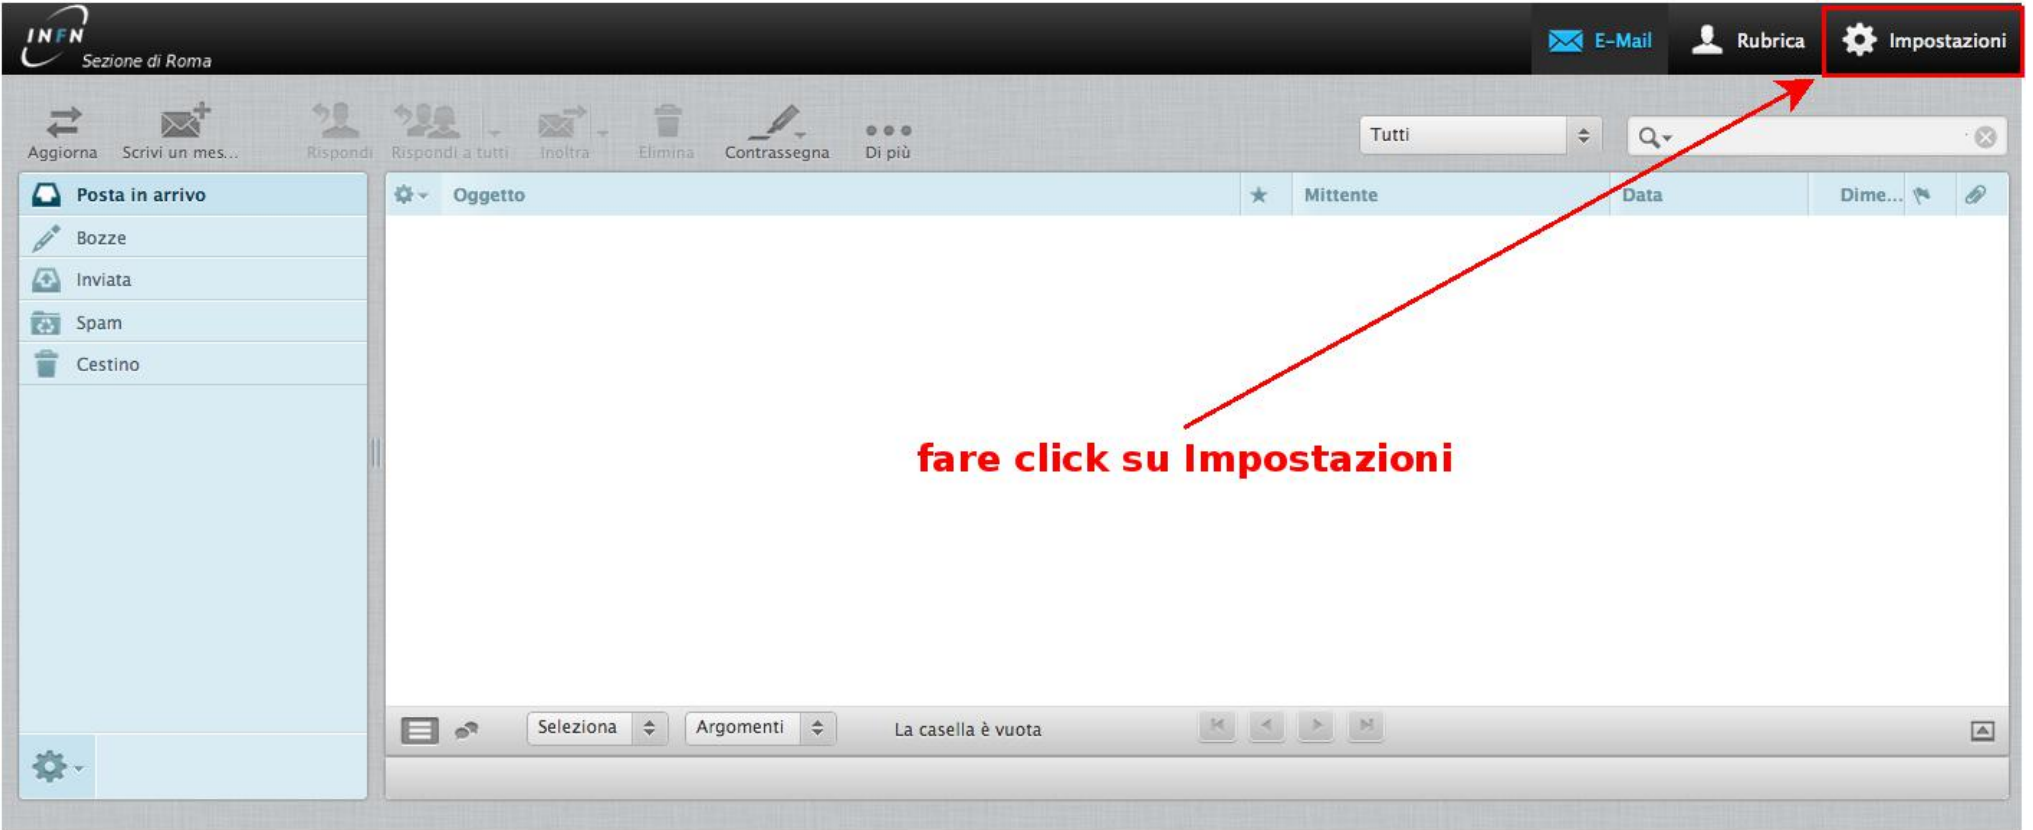 INFN
Sezione di Roma
E-Mail
Rubrica
Impostazioni
Aggiorna
Scrivi un mes...
Rispondi
Rispondi a tutti
Inoltra
Elimina
Contrassegna
Di più
Tutti
Posta in arrivo
Bozze
Inviata
Spam
Cestino
Oggetto
Mittente
Data
Dime...
fare click su Impostazioni
Seleziona
Argomenti
La casella è vuota